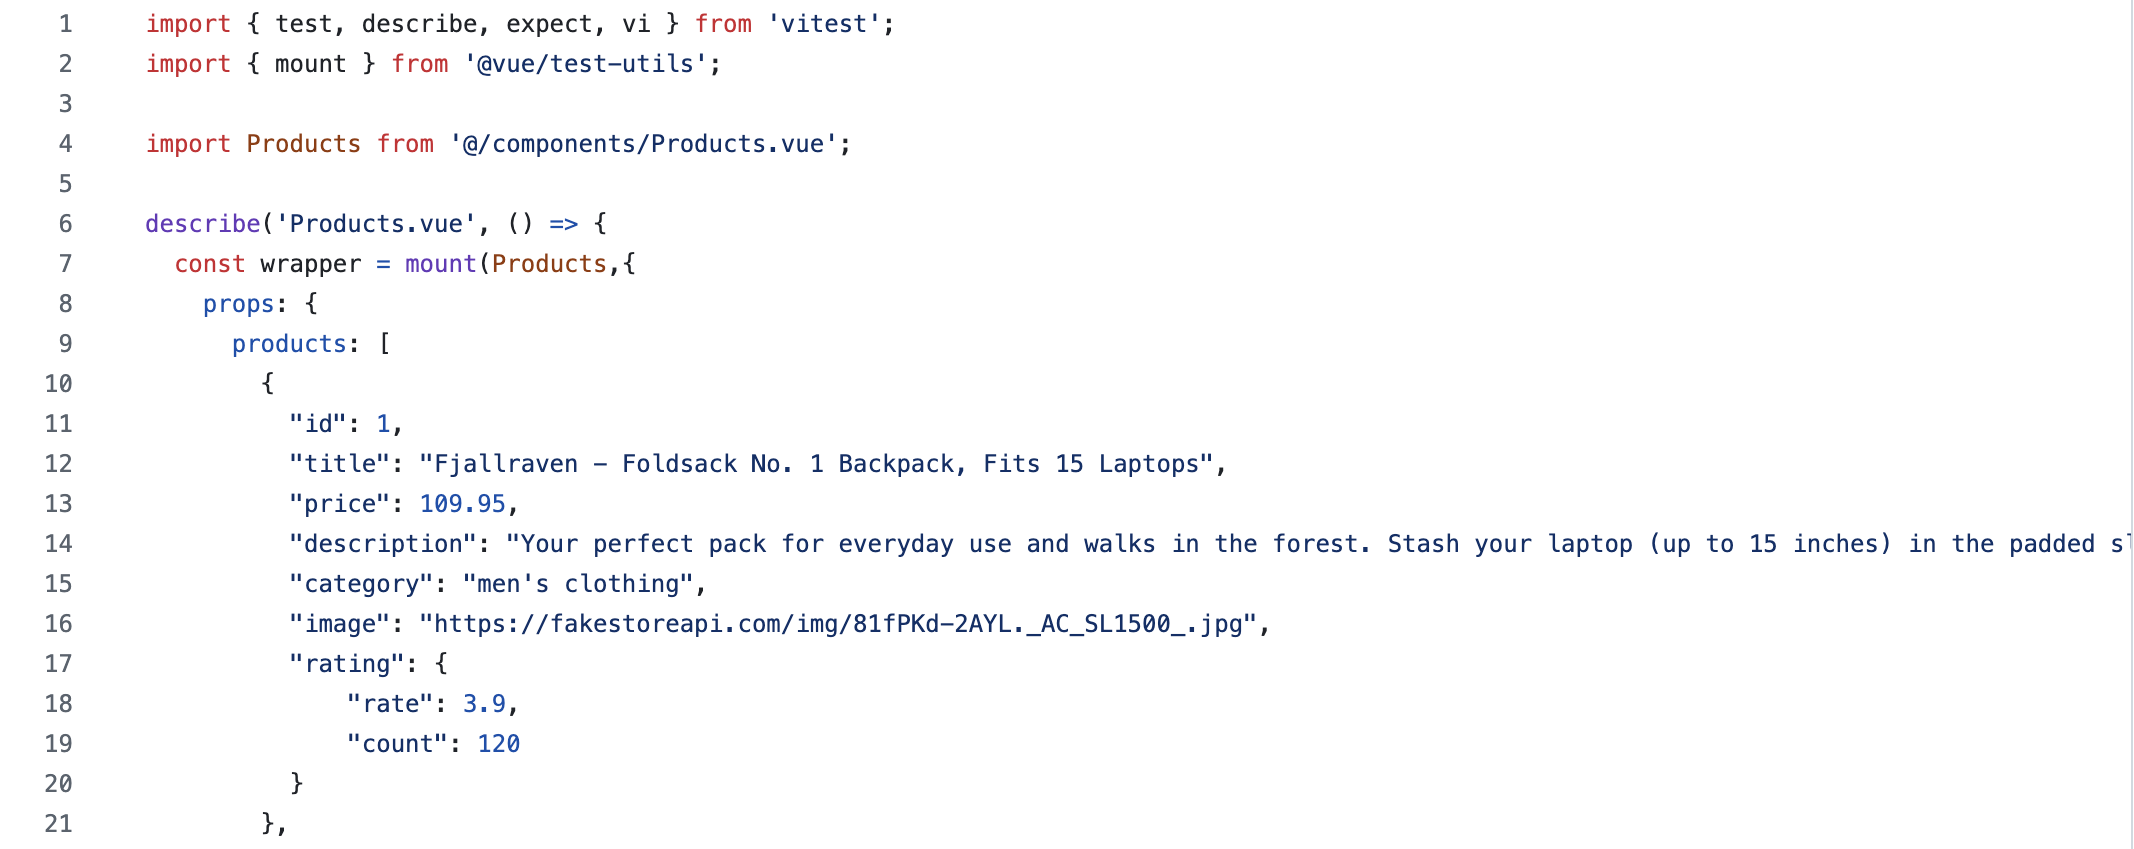 1 import { test, describe, expect, vi } from 'vitest';
2 import { mount } from '@vue/test-utils';
3
4 import Products from '@/components/Products.vue';
5
6 describe('Products.vue', () => {
7 const wrapper = mount(Products,{
8 props: {
9 products: [
10 {
11 "id": 1,
12 "title": "Fjallraven - Foldsack No. 1 Backpack, Fits 15 Laptops",
13 "price": 109.95,
14 "description": "Your perfect pack for everyday use and walks in the forest. Stash your laptop (up to 15 inches) in the padded
15 "category": "men's clothing",
16 "image": "https://fakestoreapi.com/img/81fPKd-2AYL._AC_SL1500_.jpg",
17 "rating": {
18 "rate": 3.9,
19 "count": 120
20 }
21 },